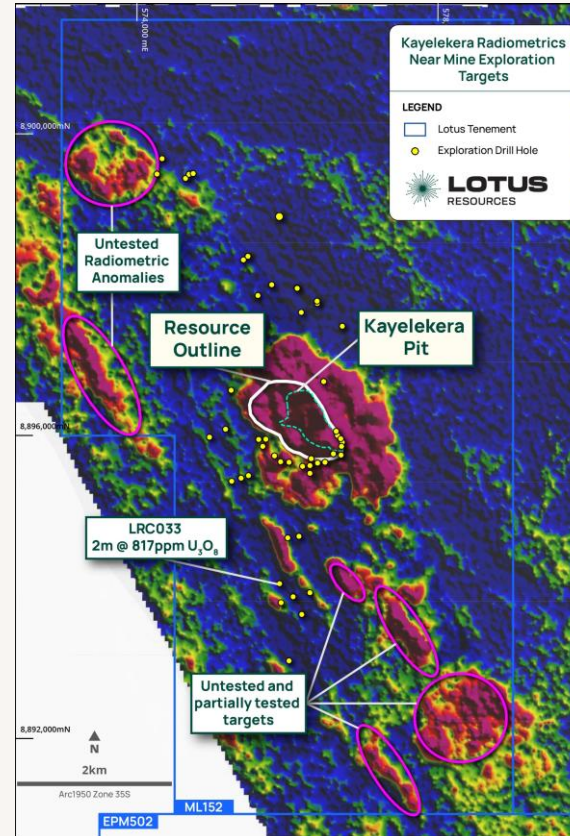 574,000 mE
Kayelekera Radiometrics
Near Mine Exploration
Targets
LEGEND
Lotus Tenement
Exploration Drill Hole
LOTUS
RESOURCES
8,900,000mN
Untested
Radiometric
Anomalies
Resource
Outline
Kayelekera
Pit
8,896,000mN
LRC033
2m @ 817ppm U₃O₈
Untested and
partially tested
targets
8,892,000mN
N
2km
Arc1950 Zone 35S
ML152
EPM502